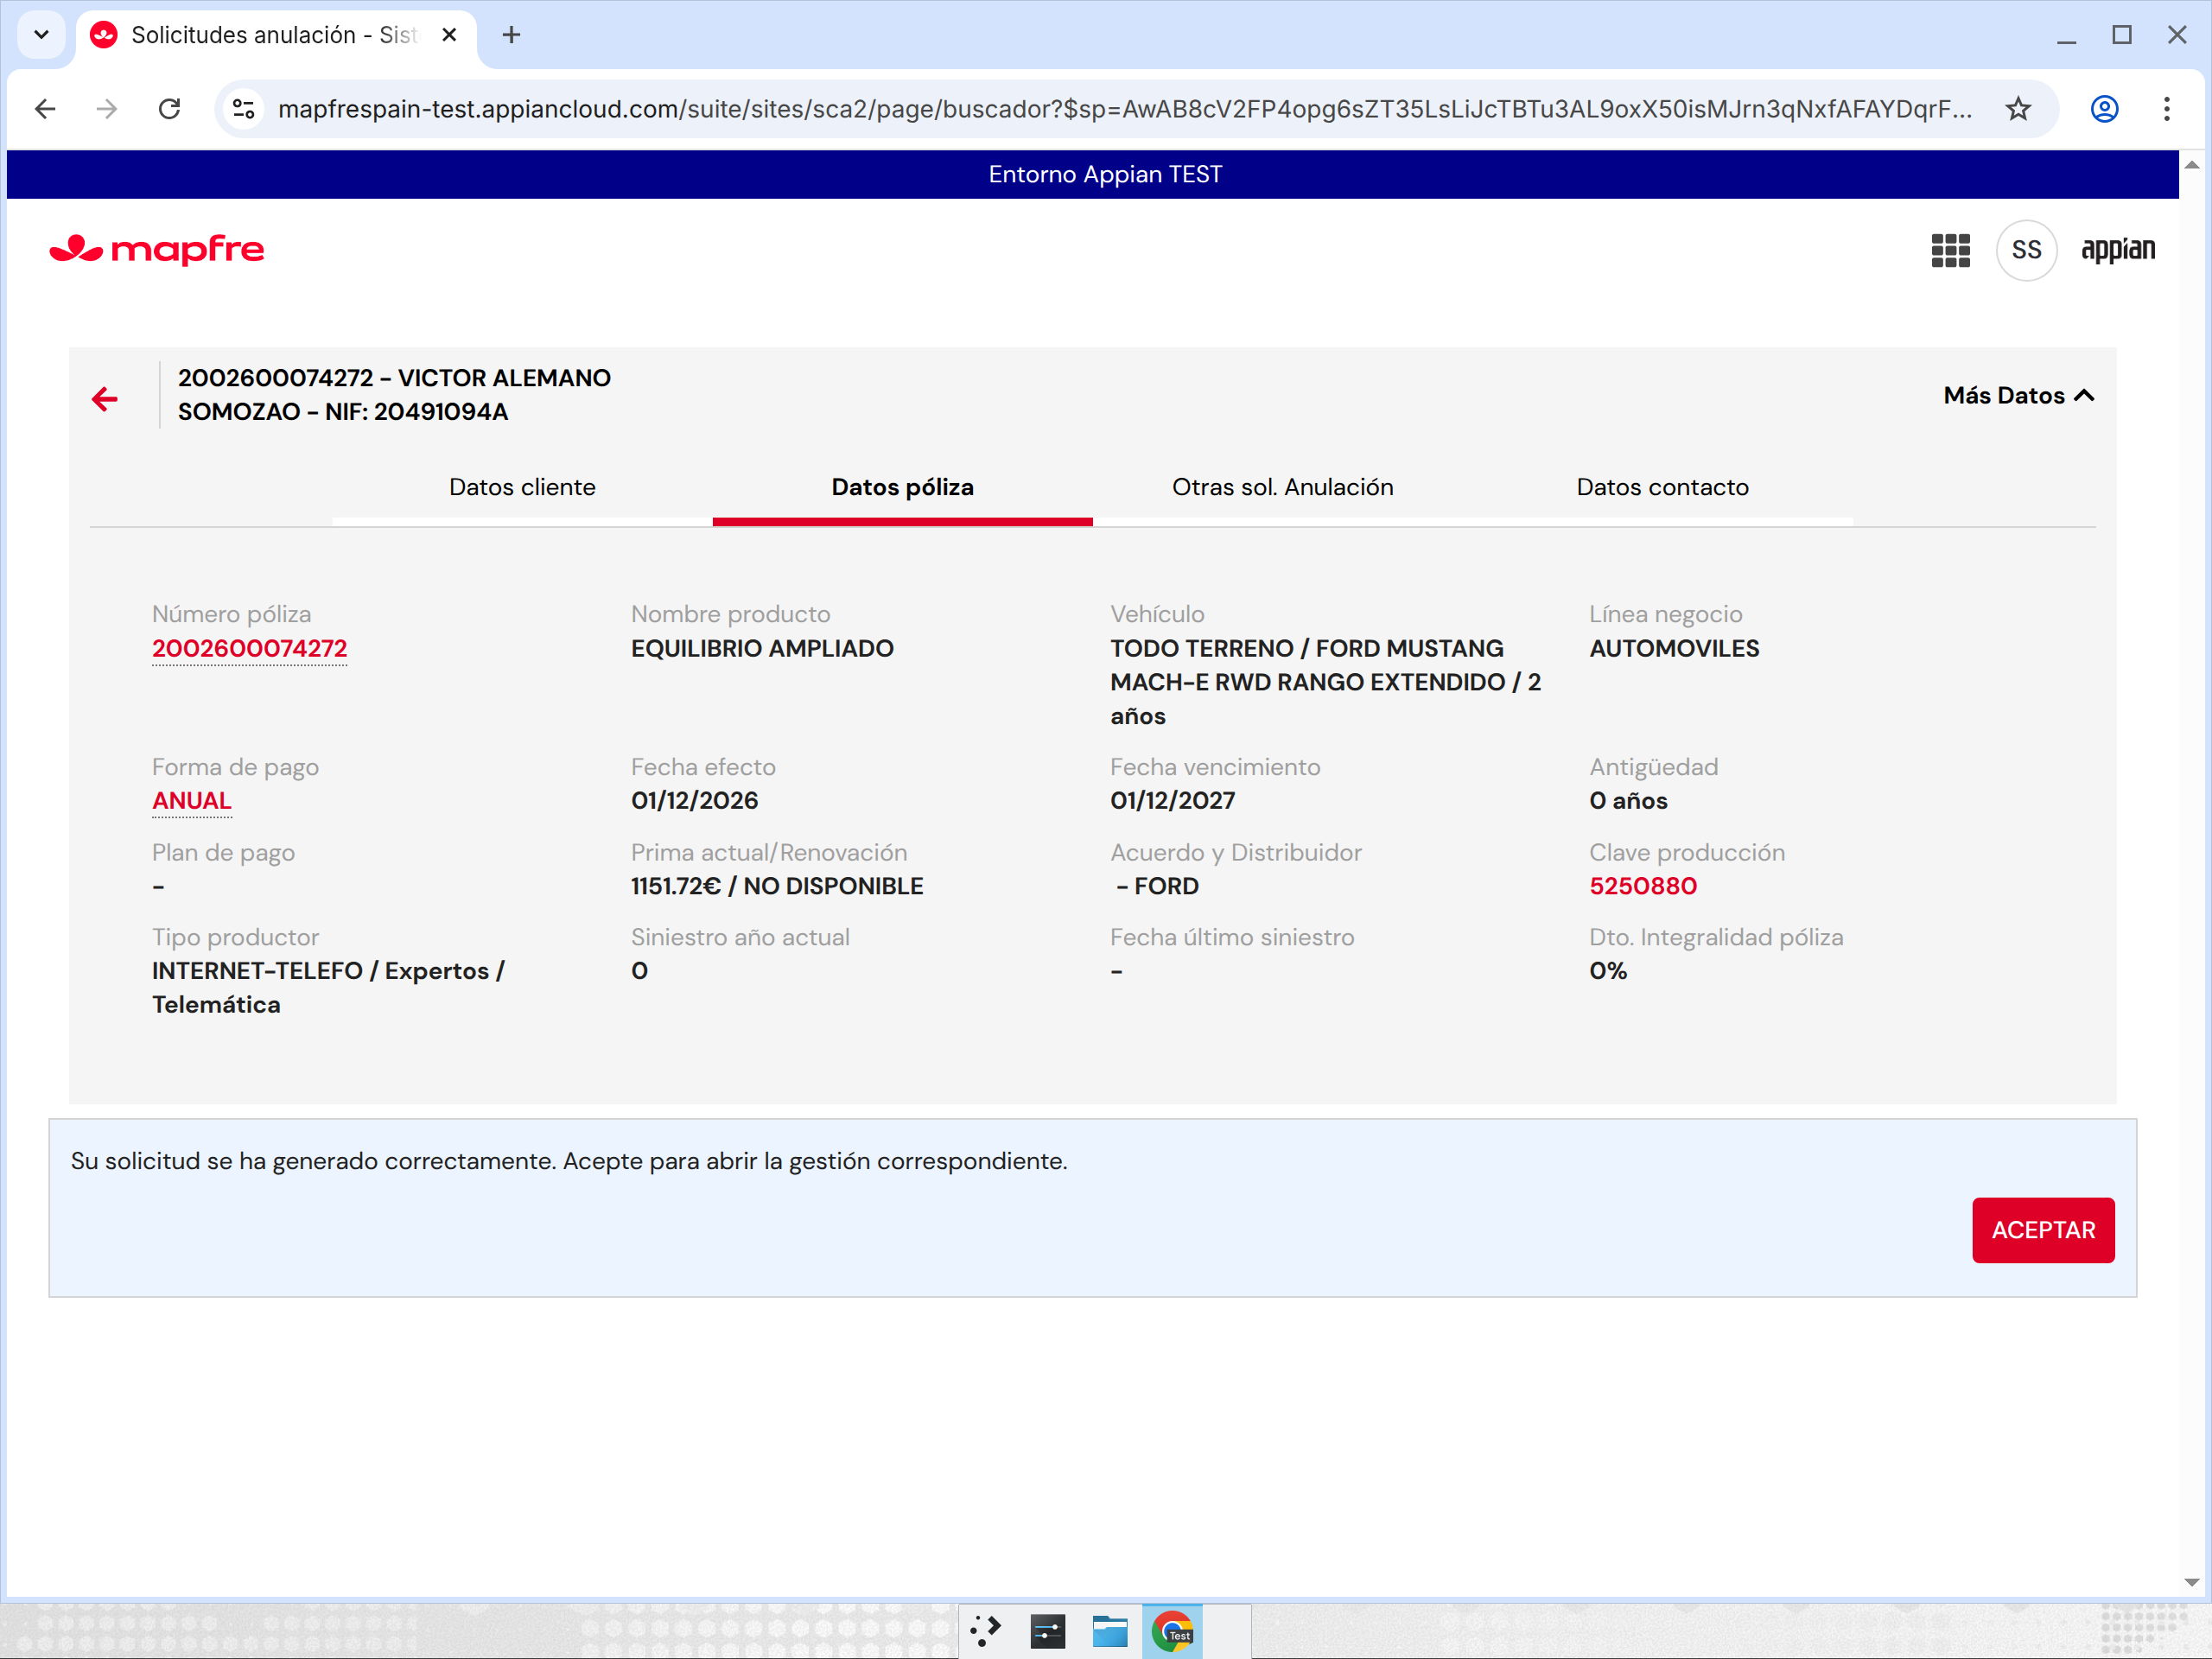 Solicitudes anulación - Sist
mapfrespain-test.appiancloud.com/suite/sites/sca2/page/buscador?$sp=AwAB8cV2FP4opg6sZT35LsLiJcTBTu3AL9oxX50isMJrn3qNxfAFAYDqrF...
Entorno Appian TEST
mapfre
SS
appian
2002600074272 – VICTOR ALEMANO
SOMOZAO – NIF: 20491094A
Más Datos
Datos cliente
Datos póliza
Otras sol. Anulación
Datos contacto
Número póliza
Nombre producto
Vehículo
Línea negocio
2002600074272
EQUILIBRIO AMPLIADO
TODO TERRENO / FORD MUSTANG
MACH-E RWD RANGO EXTENDIDO / 2
años
AUTOMOVILES
Forma de pago
Fecha efecto
Fecha vencimiento
Antigüedad
ANUAL
01/12/2026
01/12/2027
0 años
Plan de pago
Prima actual/Renovación
Acuerdo y Distribuidor
Clave producción
–
1151.72€ / NO DISPONIBLE
– FORD
5250880
Tipo productor
Siniestro año actual
Fecha último siniestro
Dto. Integralidad póliza
INTERNET-TELEFO / Expertos /
Telemática
0
–
0%
Su solicitud se ha generado correctamente. Acepte para abrir la gestión correspondiente.
ACEPTAR
Test